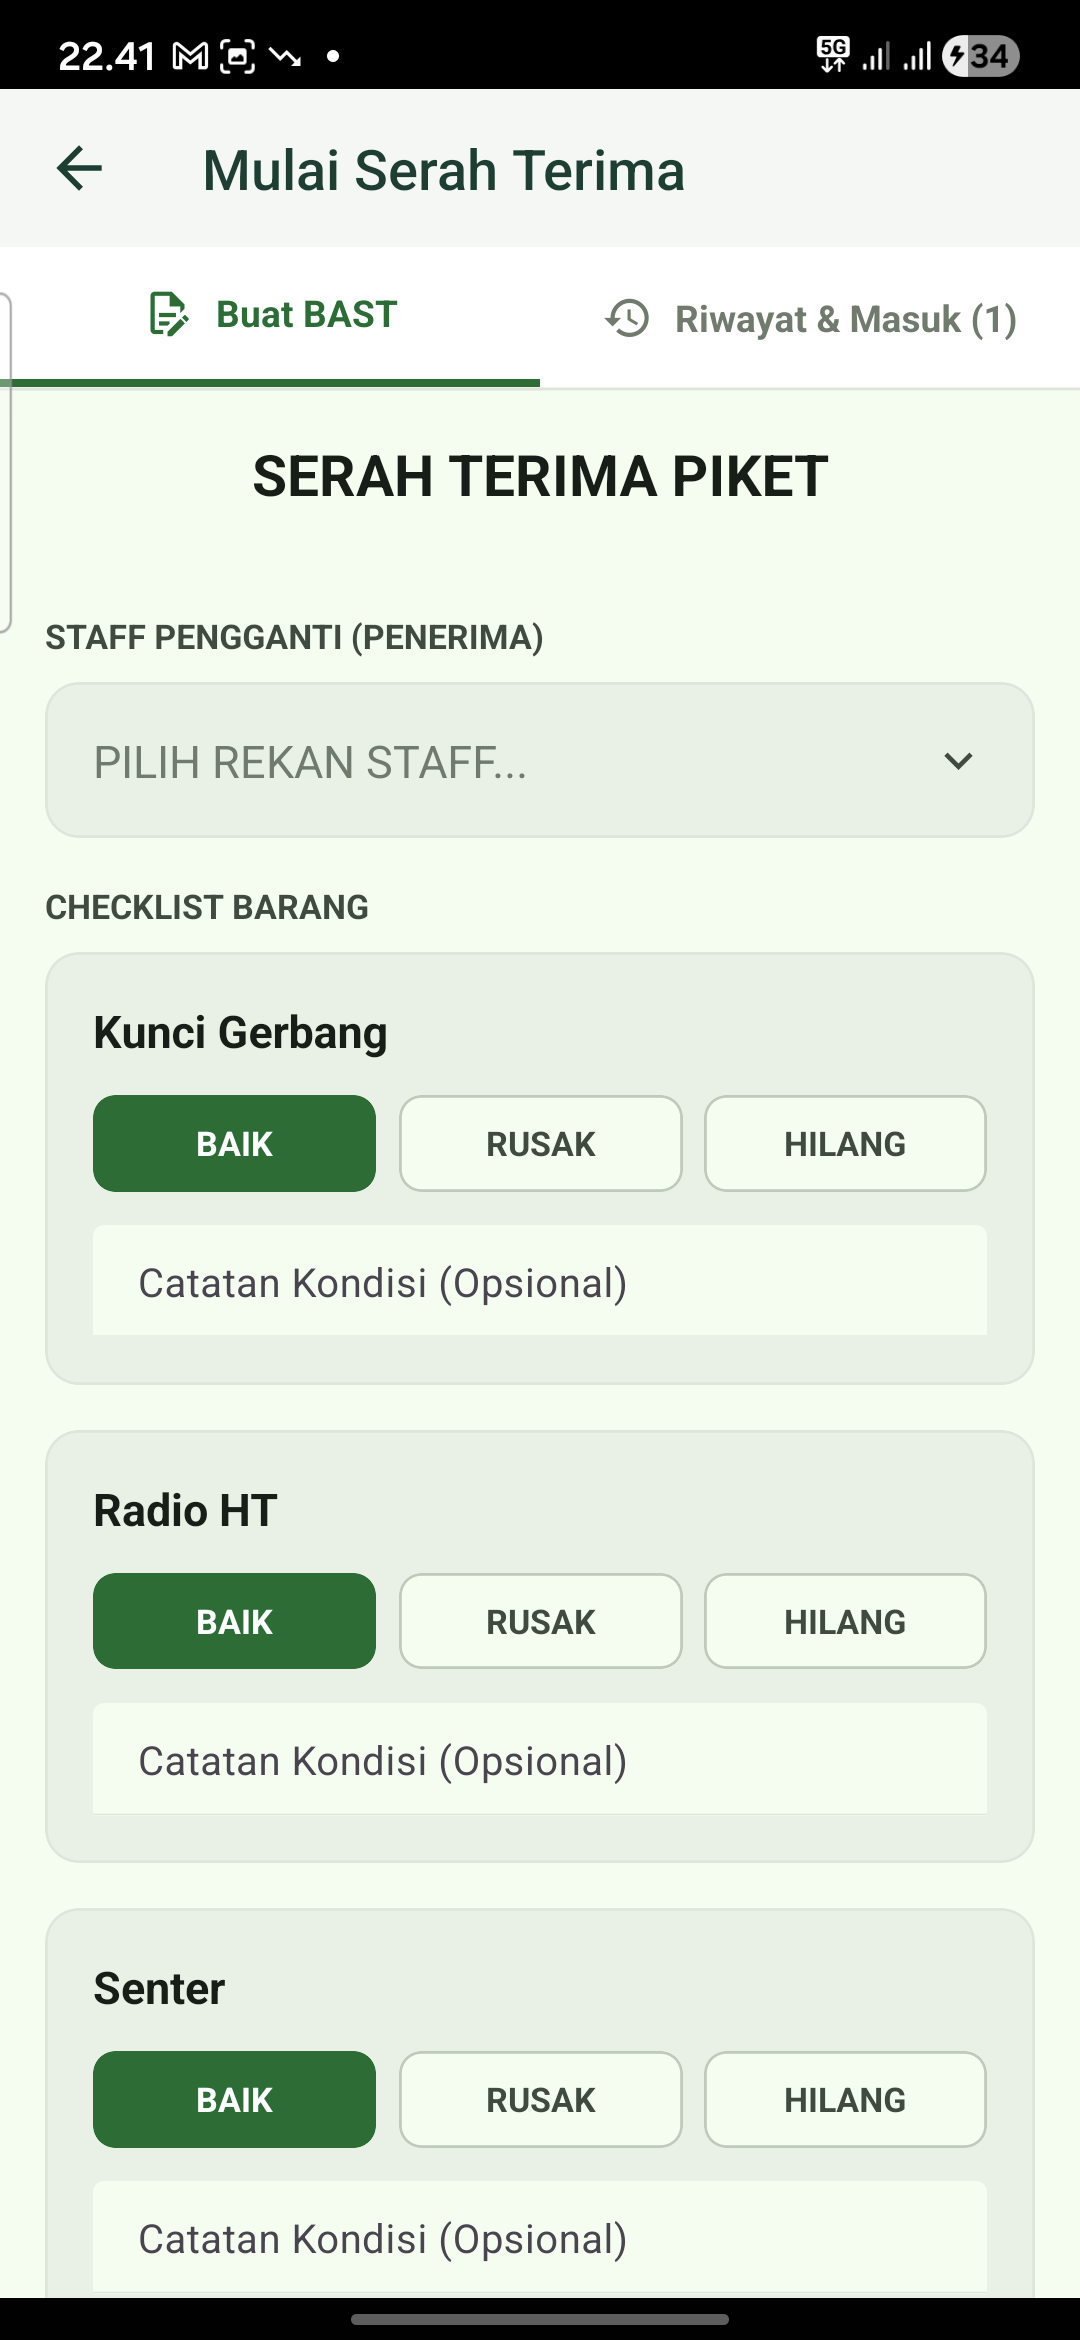 22.41
5G
34
Mulai Serah Terima
Buat BAST
Riwayat & Masuk (1)
SERAH TERIMA PIKET
STAFF PENGGANTI (PENERIMA)
PILIH REKAN STAFF...
CHECKLIST BARANG
Kunci Gerbang
BAIK RUSAK HILANG
Catatan Kondisi (Opsional)
Radio HT
BAIK RUSAK HILANG
Catatan Kondisi (Opsional)
Senter
BAIK RUSAK HILANG
Catatan Kondisi (Opsional)